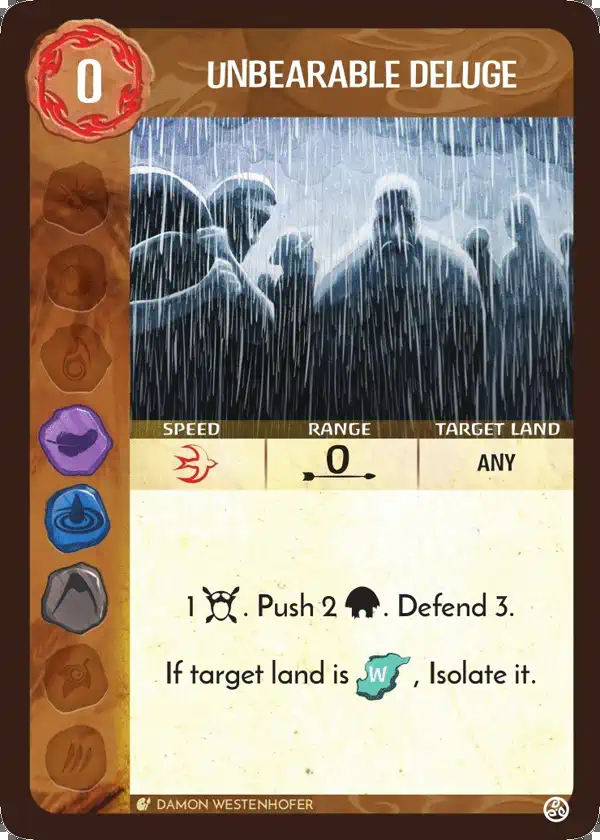 0
UNBEARABLE DELUGE
SPEED RANGE TARGET LAND
0 ANY
1 . Push 2 . Defend 3.
If target land is W , Isolate it.
DAMON WESTENHOFER